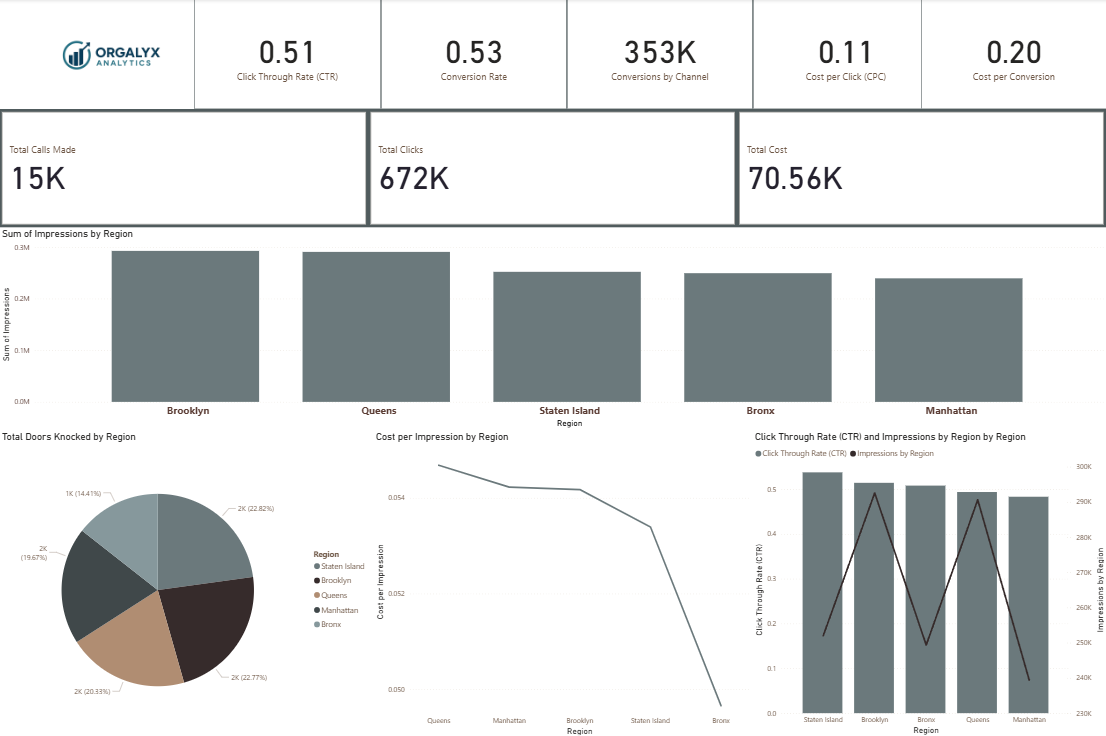 ORGALYX
ANALYTICS
0.51
Click Through Rate (CTR)
0.53
Conversion Rate
353K
Conversions by Channel
0.11
Cost per Click (CPC)
0.20
Cost per Conversion
Total Calls Made
15K
Total Clicks
672K
Total Cost
70.56K
Sum of Impressions by Region
Sum of Impressions
0.3M
0.2M
0.1M
0.0M
Brooklyn
Queens
Staten Island
Bronx
Manhattan
Region
Total Doors Knocked by Region
1K (14.41%)
2K (22.82%)
2K
(19.67%)
2K (20.33%)
2K (22.77%)
Region
Staten Island
Brooklyn
Queens
Manhattan
Bronx
Cost per Impression by Region
Cost per Impression
0.054
0.052
0.050
Queens
Manhattan
Brooklyn
Staten Island
Bronx
Region
Click Through Rate (CTR) and Impressions by Region by Region
Click Through Rate (CTR)
Impressions by Region
Click Through Rate (CTR)
0.5
0.4
0.3
0.2
0.1
0.0
300K
290K
280K
270K
260K
250K
240K
230K
Impressions by Region
Staten Island
Brooklyn
Bronx
Queens
Manhattan
Region